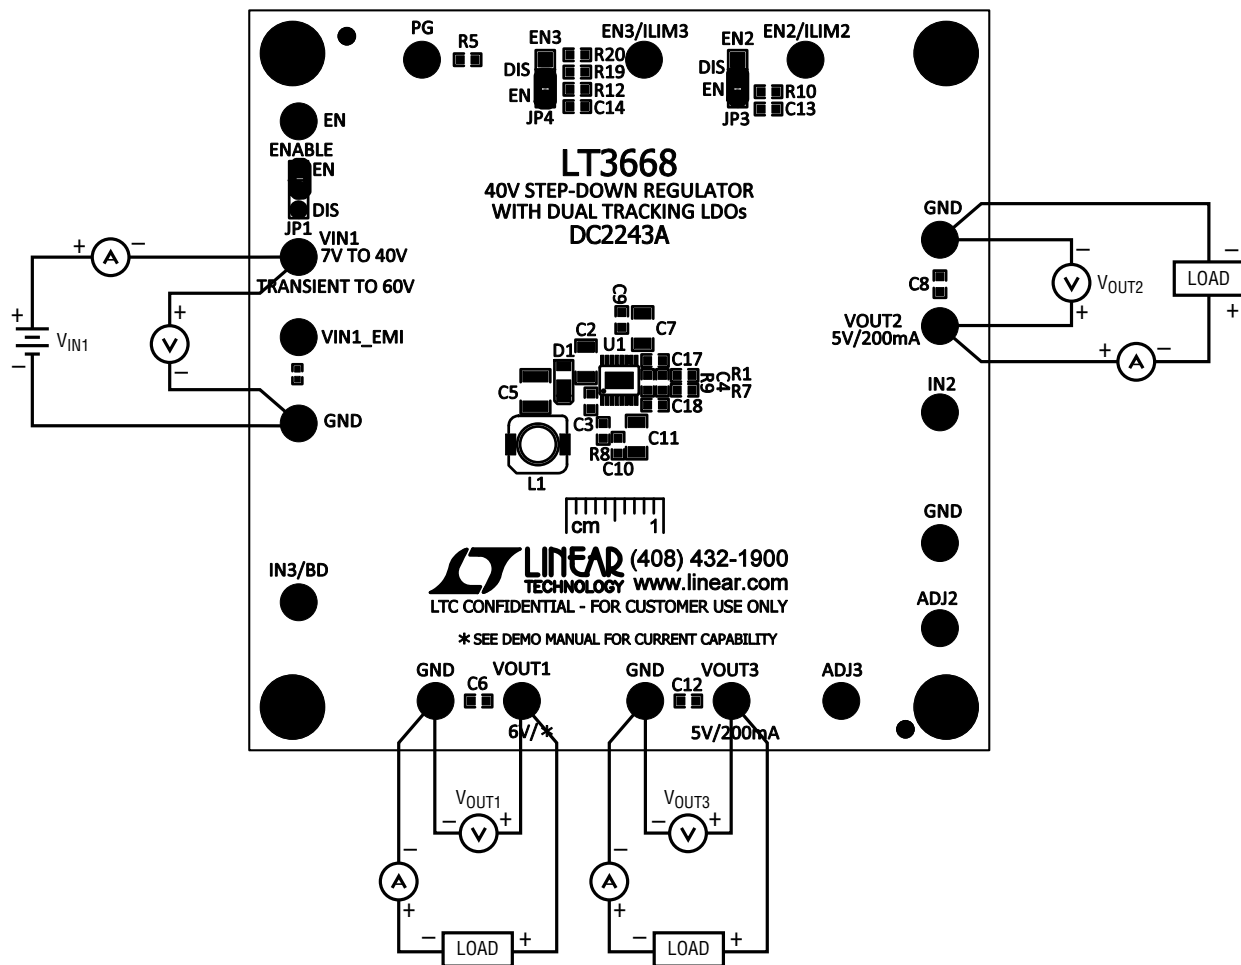 PG
R5
EN3
R20
EN3/ILIM3
DIS
R19
EN
R12
C14
JP4
EN2
EN2/ILIM2
DIS
EN
R10
C13
JP3
EN
ENABLE
EN
DIS
JP1
LT3668
40V STEP-DOWN REGULATOR
WITH DUAL TRACKING LDOs
DC2243A
VIN1
7V TO 40V
TRANSIENT TO 60V
+ A −
+
VIN1
−
+
V
−
VIN1_EMI
GND
GND
C8
VOUT2
5V/200mA
−
V
VOUT2
+
−
LOAD
+
+ A −
IN2
C9
C2
C7
U1
D1
C17
C5
R1
R9
C4
R7
C18
C3
C11
R8
C10
L1
cm 1
GND
ADJ2
IN3/BD
LINEAR (408) 432-1900
TECHNOLOGY www.linear.com
LTC CONFIDENTIAL - FOR CUSTOMER USE ONLY
* SEE DEMO MANUAL FOR CURRENT CAPABILITY
GND
C6
VOUT1
6V/*
GND
C12
VOUT3
5V/200mA
ADJ3
VOUT1
− V +
VOUT3
− V +
−
A
+
−
A
+
− LOAD +
− LOAD +